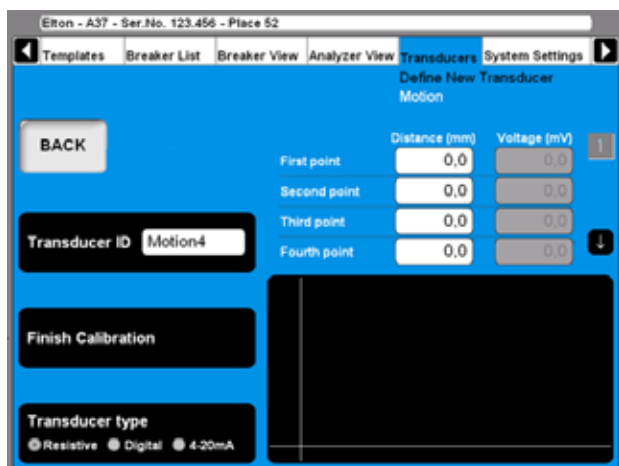 Elton - A37 - Ser.No. 123.456 - Place 52
Templates Breaker List Breaker View Analyzer View Transducers System Settings
Define New Transducer
Motion
BACK
Distance (mm) Voltage (mV)
First point 0,0 0,0 1
Second point 0,0 0,0
Third point 0,0 0,0
Transducer ID Motion4
Fourth point 0,0 0,0 ↓
Finish Calibration
Transducer type
Resistive Digital 4-20mA